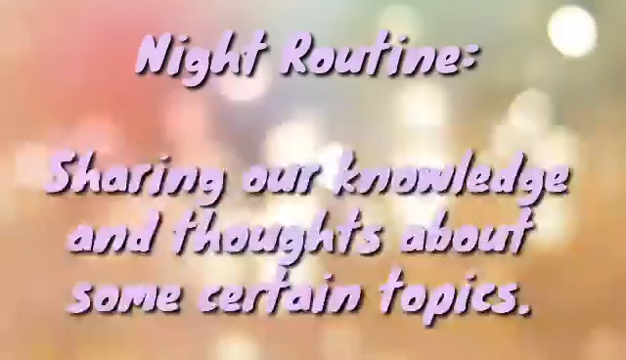 Night Routine:
Sharing our knowledge
and thoughts about
some certain topics.